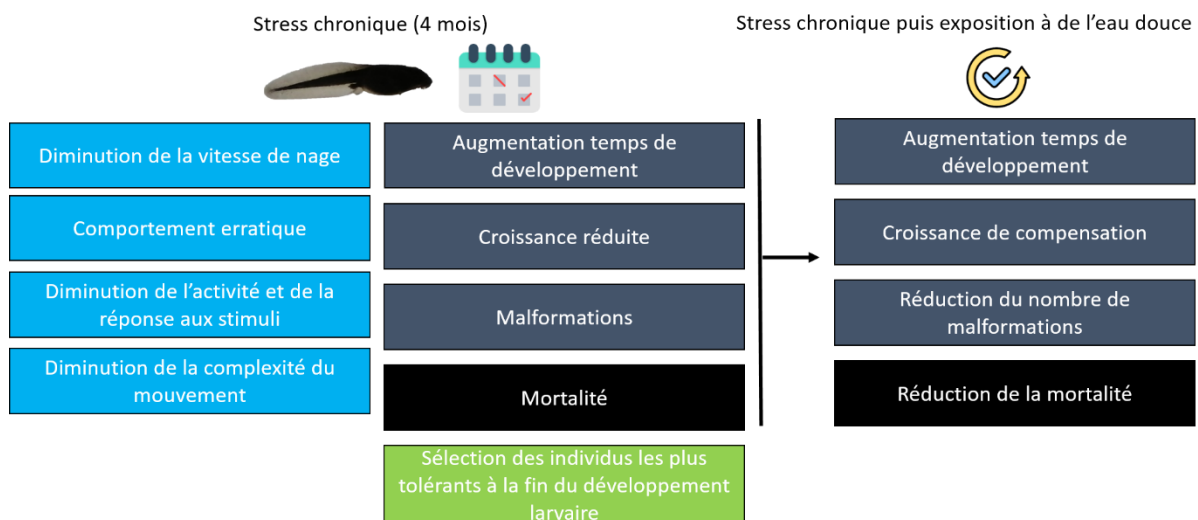 Stress chronique (4 mois)
Stress chronique puis exposition à de l'eau douce
Diminution de la vitesse de nage
Comportement erratique
Diminution de l'activité et de la
réponse aux stimuli
Diminution de la complexité du
mouvement
Augmentation temps de
développement
Croissance réduite
Malformations
Mortalité
Sélection des individus les plus
tolérants à la fin du développement
larvaire
Augmentation temps de
développement
Croissance de compensation
Réduction du nombre de
malformations
Réduction de la mortalité